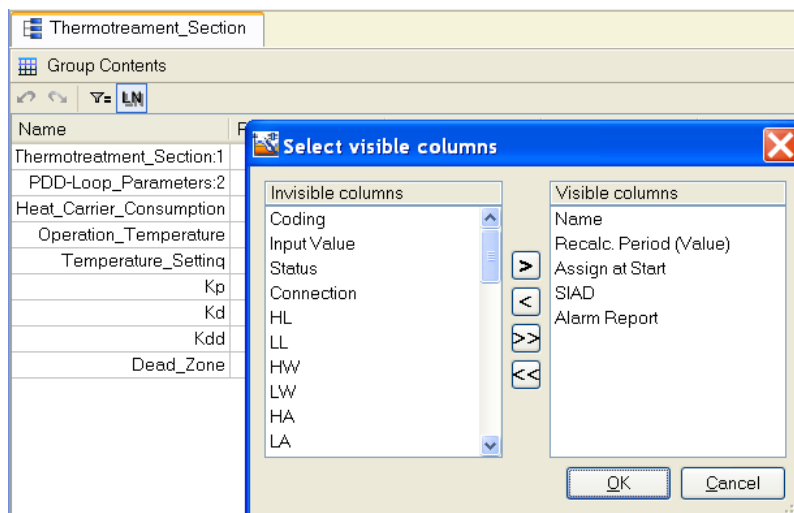 Thermotreament_Section
Group Contents
LN
Name
Thermotreatment_Section:1
PDD-Loop_Parameters:2
Heat_Carrier_Consumption
Operation_Temperature
Temperature_Setting
Kp
Kd
Kdd
Dead_Zone
Select visible columns
Invisible columns
Coding
Input Value
Status
Connection
HL
LL
HW
LW
HA
LA
>
<
>>
<<
Visible columns
Name
Recalc. Period (Value)
Assign at Start
SIAD
Alarm Report
OK
Cancel